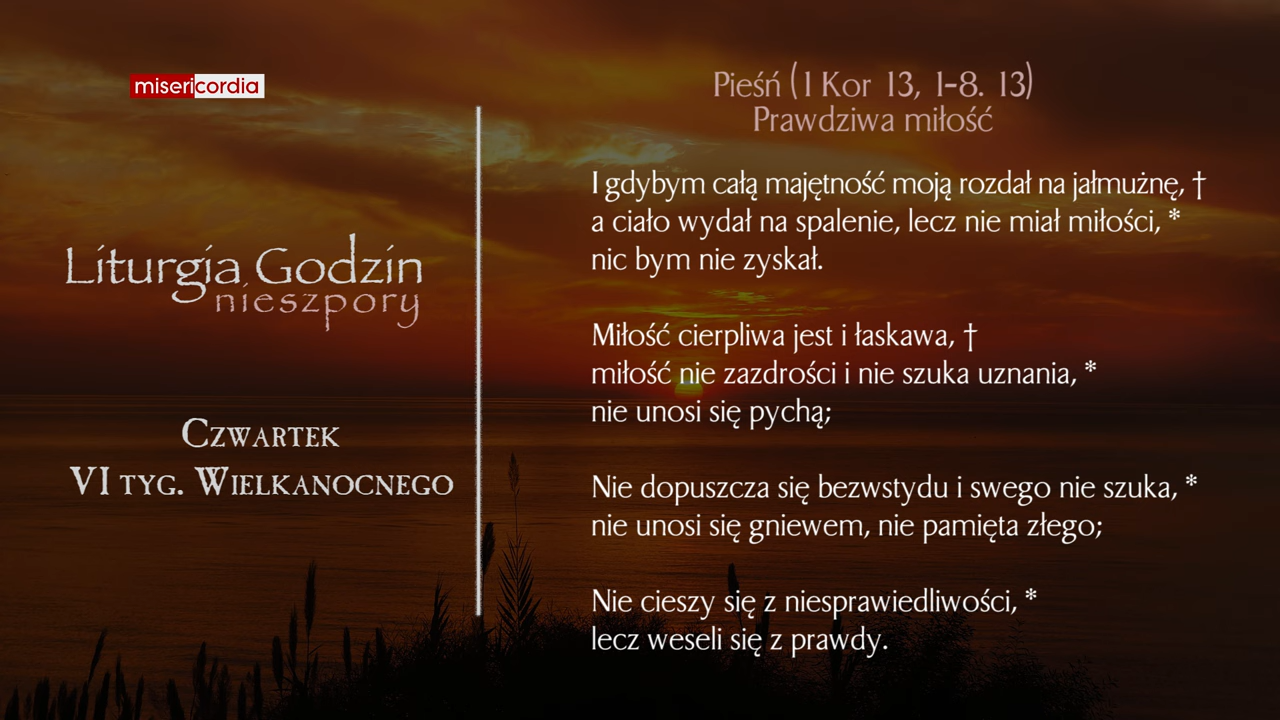 misericordia
Liturgia Godzin
nieszpory
Czwartek
VI tyg. Wielkanocnego
Pieśń (1 Kor 13, 1-8. 13)
Prawdziwa miłość
I gdybym całą majętność moją rozdał na jałmużnę, †
a ciało wydał na spalenie, lecz nie miał miłości, *
nic bym nie zyskał.
Miłość cierpliwa jest i łaskawa, †
miłość nie zazdrości i nie szuka uznania, *
nie unosi się pychą;
Nie dopuszcza się bezwstydu i swego nie szuka, *
nie unosi się gniewem, nie pamięta złego;
Nie cieszy się z niesprawiedliwości, *
lecz weseli się z prawdy.